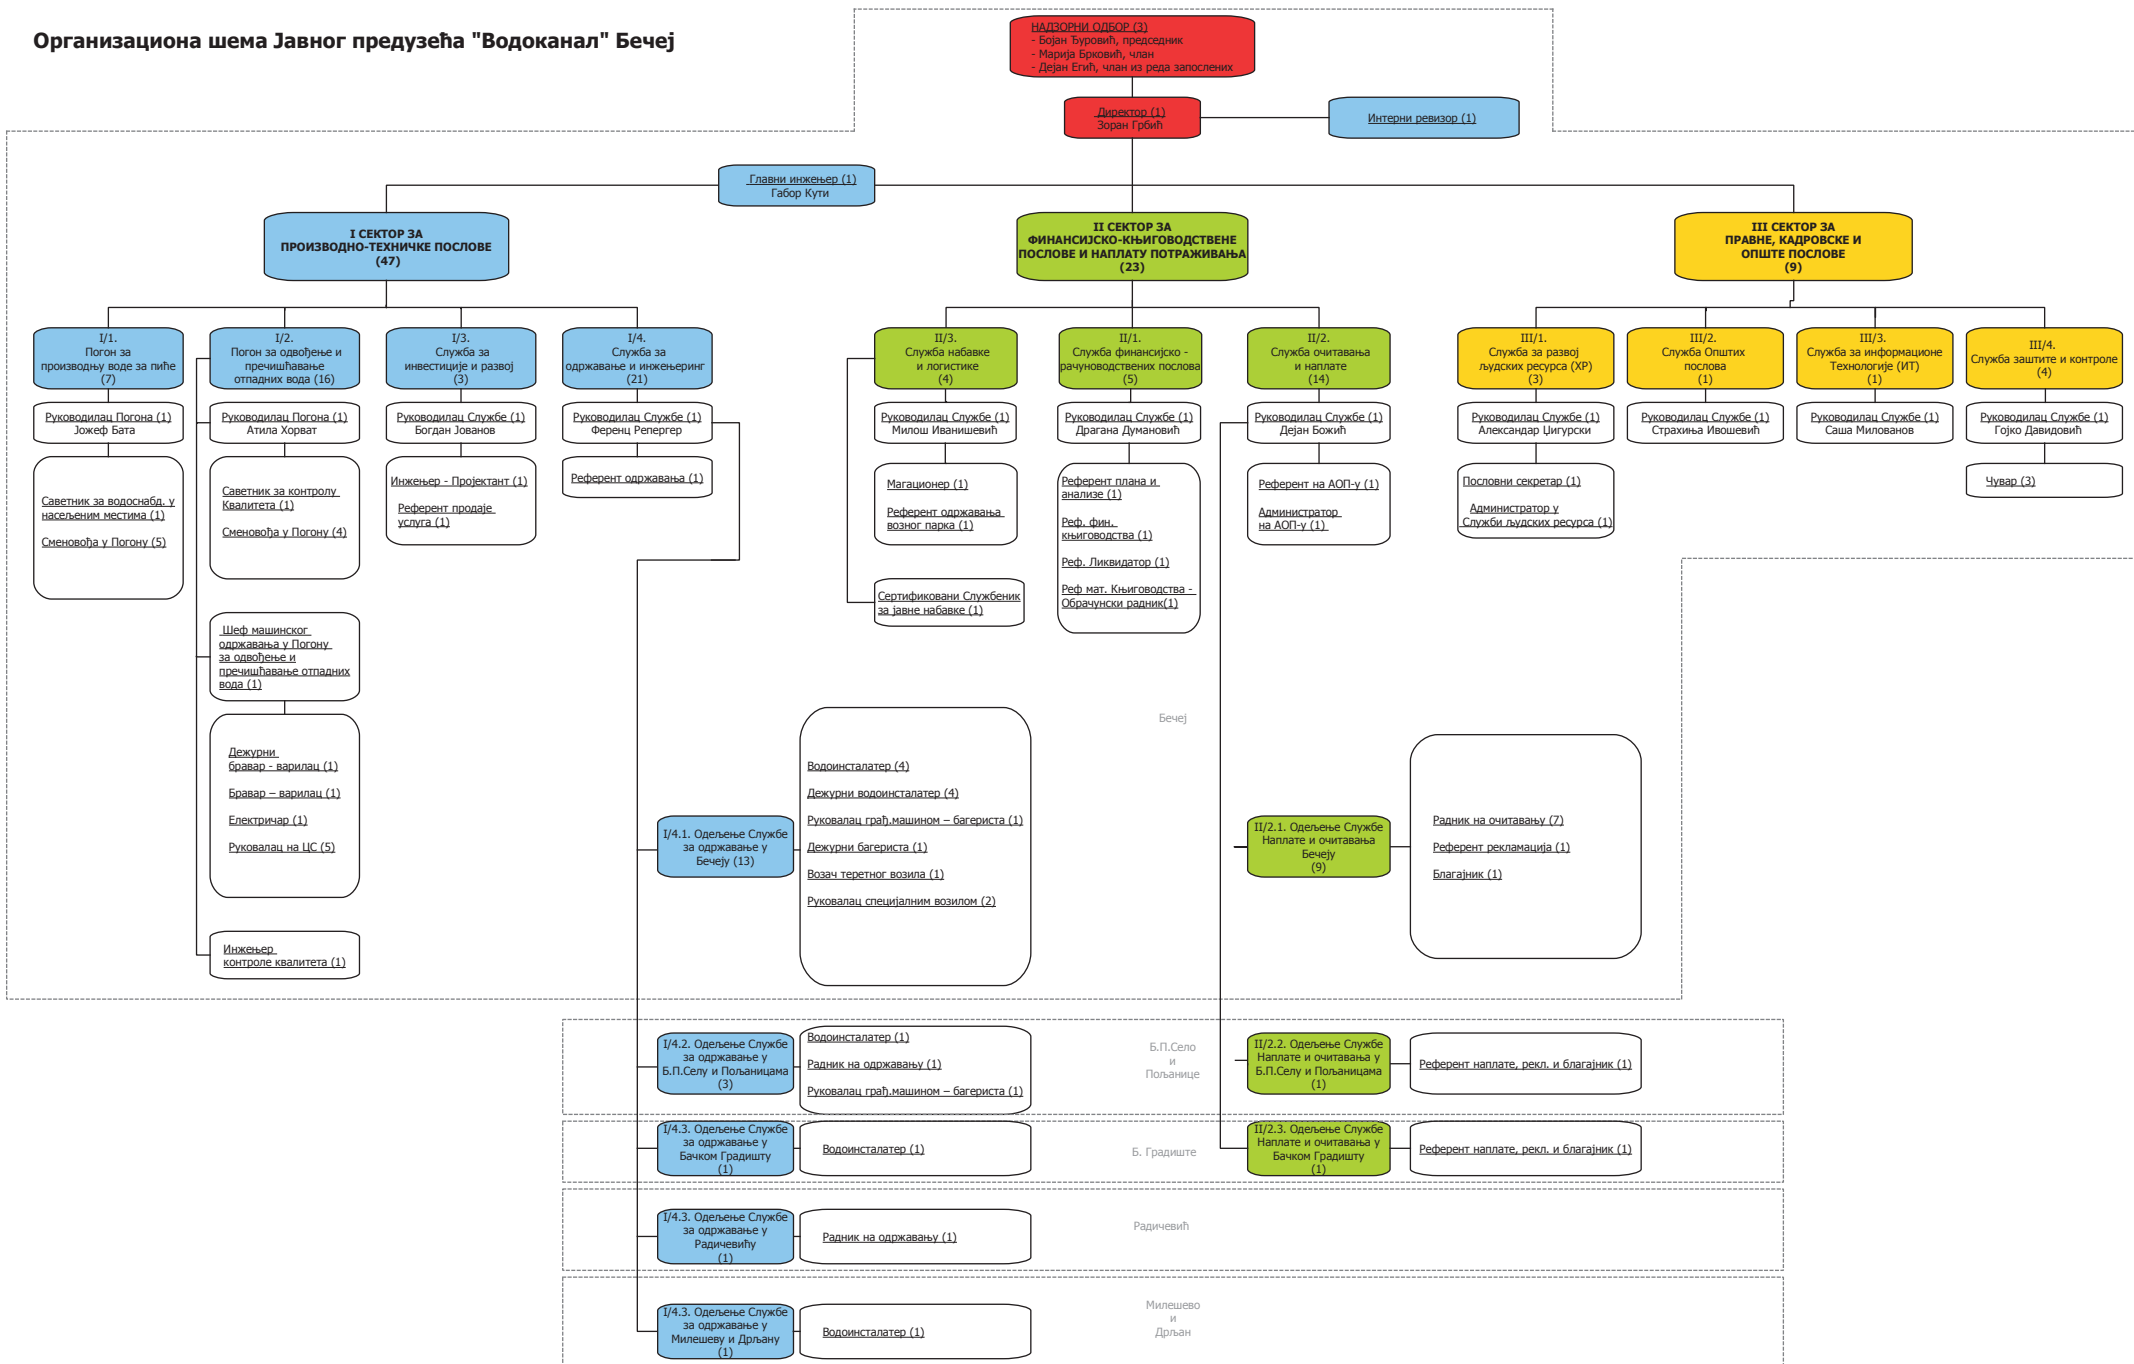 Организациона шема Јавног предузећа "Водоканал" Бечеј
НАДЗОРНИ ОДБОР (3)
- Бојан Ђуровић, председник
- Марија Брковић, члан
- Дејан Егић, члан из реда запослених
Директор (1)
Зоран Грбић
Интерни ревизор (1)
Главни инжењер (1)
Габор Кути
I СЕКТОР ЗА
ПРОИЗВОДНО-ТЕХНИЧКЕ ПОСЛОВЕ
(47)
II СЕКТОР ЗА
ФИНАНСИЈСКО-КЊИГОВОДСТВЕНЕ
ПОСЛОВЕ И НАПЛАТУ ПОТРАЖИВАЊА
(23)
III СЕКТОР ЗА
ПРАВНЕ, КАДРОВСКЕ И
ОПШТЕ ПОСЛОВЕ
(9)
I/1.
Погон за
производњу воде за пиће
(7)
I/2.
Погон за одвођење и
пречишћавање
отпадних вода (16)
I/3.
Служба за
инвестиције и развој
(3)
I/4.
Служба за
одржавање и инжењеринг
(21)
II/3.
Служба набавке
и логистике
(4)
II/1.
Служба финансијско -
рачуноводствених послова
(5)
II/2.
Служба очитавања
и наплате
(14)
III/1.
Служба за развој
људских ресурса (ХР)
(3)
III/2.
Служба Општих
послова
(1)
III/3.
Служба за информационе
Технологије (ИТ)
(1)
III/4.
Служба заштите и контроле
(4)
Руководилац Погона (1)
Јожеф Бата
Руководилац Погона (1)
Атила Хорват
Руководилац Службе (1)
Богдан Јованов
Руководилац Службе (1)
Ференц Репергер
Руководилац Службе (1)
Милош Иванишевић
Руководилац Службе (1)
Драгана Думановић
Руководилац Службе (1)
Дејан Божић
Руководилац Службе (1)
Александар Џигурски
Руководилац Службе (1)
Страхиња Ивошевић
Руководилац Службе (1)
Саша Милованов
Руководилац Службе (1)
Гојко Давидовић
Саветник за водоснабд. у
насељеним местима (1)
Сменовођа у Погону (5)
Саветник за контролу
Квалитета (1)
Сменовођа у Погону (4)
Инжењер - Пројектант (1)
Референт продаје
услуга (1)
Референт одржавања (1)
Магационер (1)
Референт одржавања
возног парка (1)
Референт плана и
анализе (1)
Реф. фин.
књиговодства (1)
Реф. Ликвидатор (1)
Реф мат. Књиговодства -
Обрачунски радник(1)
Референт на АОП-у (1)
Администратор
на АОП-у (1)
Пословни секретар (1)
Администратор у
Служби људских ресурса (1)
Чувар (3)
Сертификовани Службеник
за јавне набавке (1)
Шеф машинског
одржавања у Погону
за одвођење и
пречишћавање отпадних
вода (1)
Дежурни
бравар - варилац (1)
Бравар – варилац (1)
Електричар (1)
Руковалац на ЦС (5)
Инжењер
контроле квалитета (1)
Бечеј
I/4.1. Одељење Службе
за одржавање у
Бечеју (13)
Водоинсталатер (4)
Дежурни водоинсталатер (4)
Руковалац грађ.машином – багериста (1)
Дежурни багериста (1)
Возач теретног возила (1)
Руковалац специјалним возилом (2)
II/2.1. Одељење Службе
Наплате и очитавања
Бечеју
(9)
Радник на очитавању (7)
Референт рекламација (1)
Благајник (1)
I/4.2. Одељење Службе
за одржавање у
Б.П.Селу и Пољаницама
(3)
Водоинсталатер (1)
Радник на одржавању (1)
Руковалац грађ.машином – багериста (1)
Б.П.Село
и
Пољанице
II/2.2. Одељење Службе
Наплате и очитавања у
Б.П.Селу и Пољаницама
(1)
Референт наплате, рекл. и благајник (1)
I/4.3. Одељење Службе
за одржавање у
Бачком Градишту
(1)
Водоинсталатер (1)
Б. Градиште
II/2.3. Одељење Службе
Наплате и очитавања у
Бачком Градишту
(1)
Референт наплате, рекл. и благајник (1)
I/4.3. Одељење Службе
за одржавање у
Радичевићу
(1)
Радник на одржавању (1)
Радичевић
I/4.3. Одељење Службе
за одржавање у
Милешеву и Дрљану
(1)
Водоинсталатер (1)
Милешево
и
Дрљан